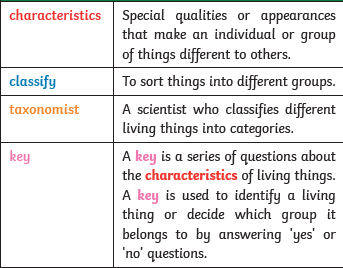 characteristics
Special qualities or appearances
that make an individual or group
of things different to others.
classify
To sort things into different groups.
taxonomist
A scientist who classifies different
living things into categories.
key
A key is a series of questions about
the characteristics of living things.
A key is used to identify a living
thing or decide which group it
belongs to by answering 'yes' or
'no' questions.